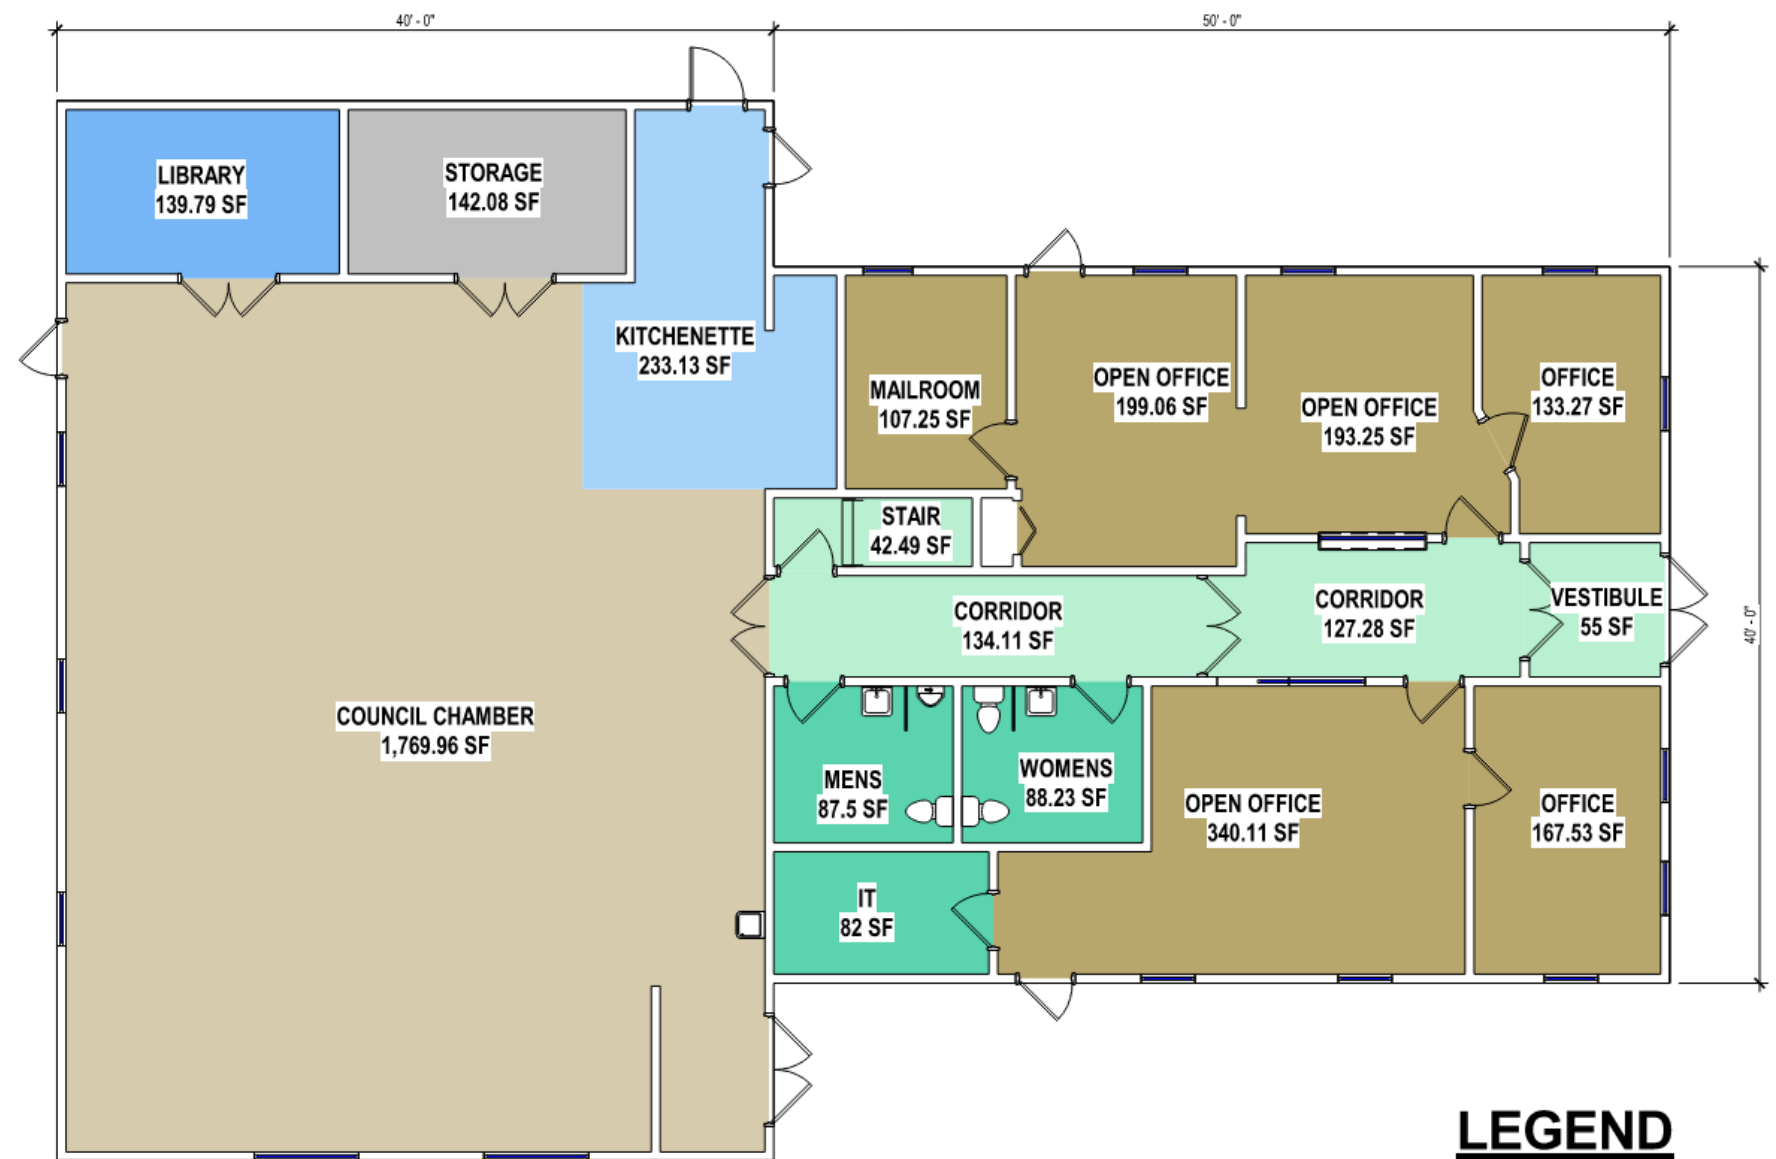 40' - 0"
50' - 0"
LIBRARY
139.79 SF
STORAGE
142.08 SF
KITCHENETTE
233.13 SF
MAILROOM
107.25 SF
OPEN OFFICE
199.06 SF
OPEN OFFICE
193.25 SF
OFFICE
133.27 SF
STAIR
42.49 SF
CORRIDOR
134.11 SF
CORRIDOR
127.28 SF
VESTIBULE
55 SF
40' - 0"
COUNCIL CHAMBER
1,769.96 SF
MENS
87.5 SF
WOMENS
88.23 SF
OPEN OFFICE
340.11 SF
OFFICE
167.53 SF
IT
82 SF
LEGEND